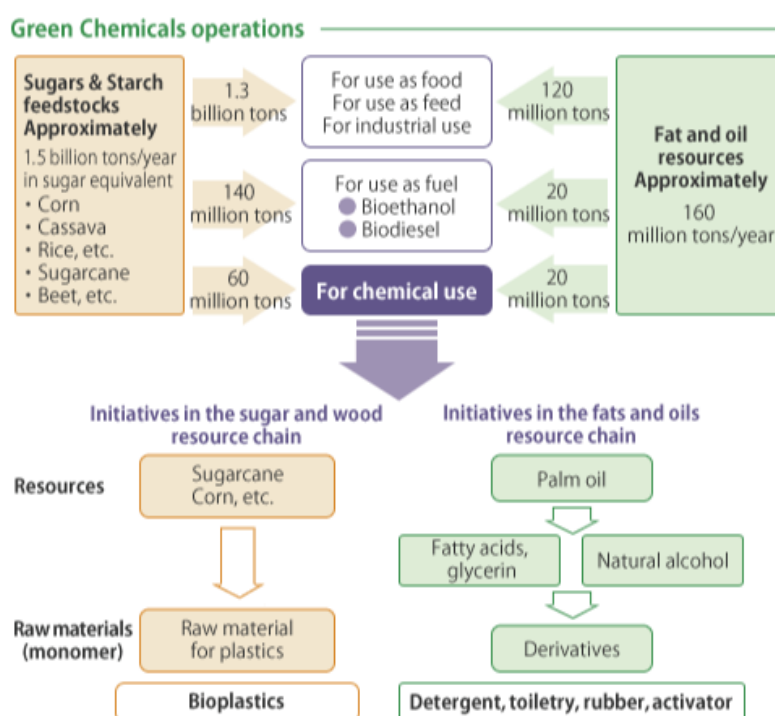 Green Chemicals operations
Sugars & Starch
feedstocks
Approximately
1.5 billion tons/year
in sugar equivalent
• Corn
• Cassava
• Rice, etc.
• Sugarcane
• Beet, etc.
1.3
billion tons
140
million tons
60
million tons
For use as food
For use as feed
For industrial use
For use as fuel
Bioethanol
Biodiesel
For chemical use
120
million tons
20
million tons
20
million tons
Fat and oil
resources
Approximately
160
million tons/year
Initiatives in the sugar and wood
resource chain
Initiatives in the fats and oils
resource chain
Resources
Sugarcane
Corn, etc.
Palm oil
Fatty acids,
glycerin
Natural alcohol
Raw materials
(monomer)
Raw material
for plastics
Derivatives
Bioplastics
Detergent, toiletry, rubber, activator